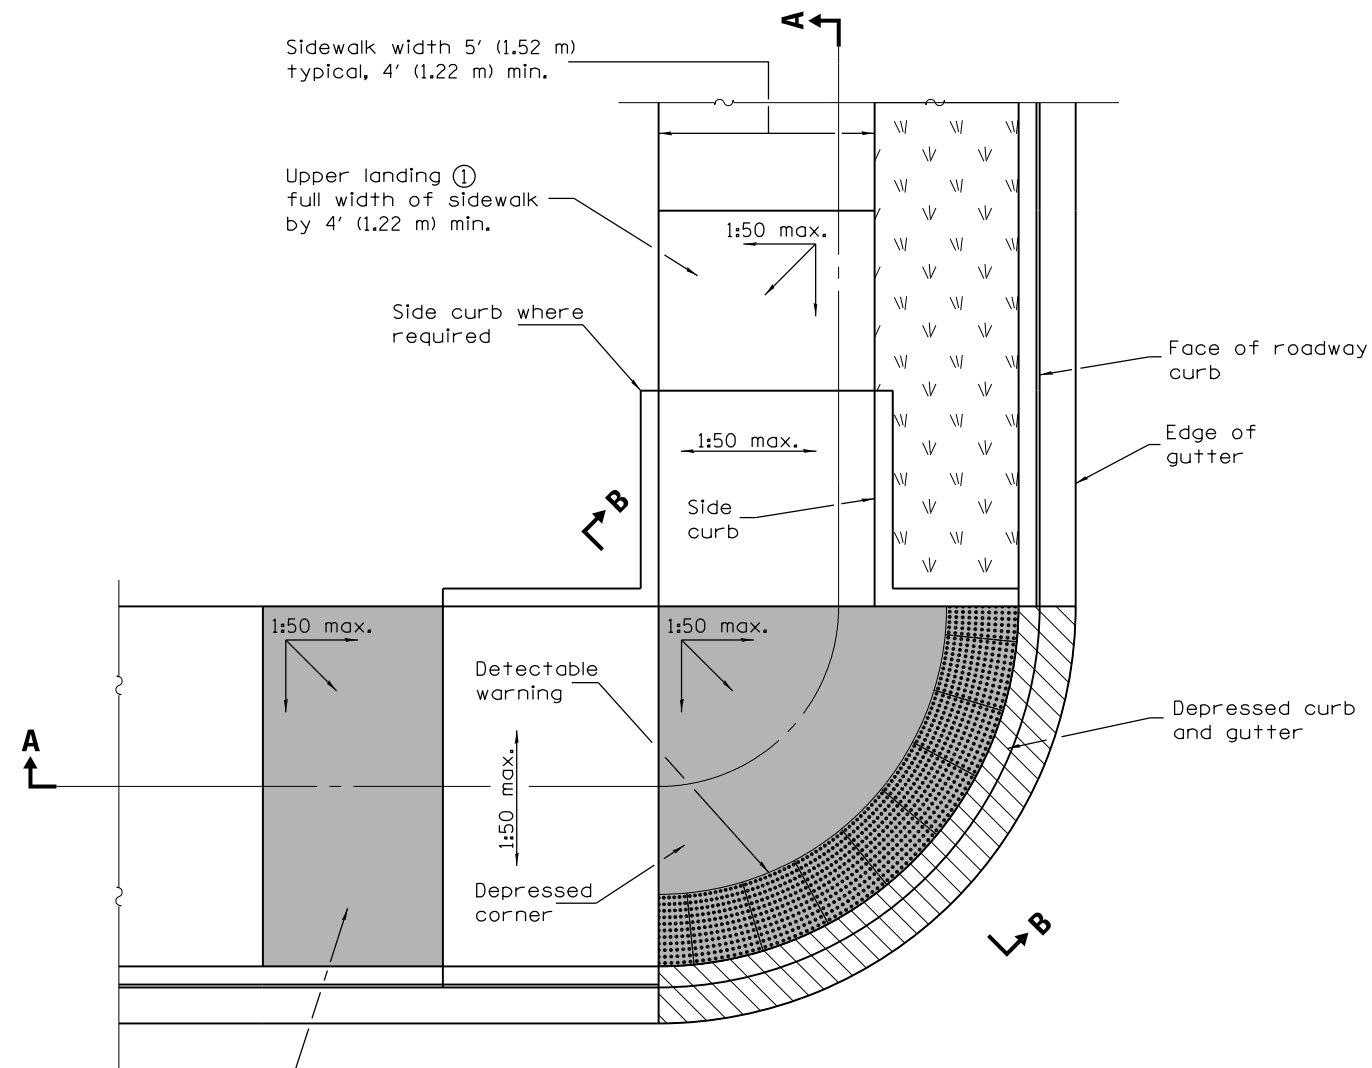 A
Sidewalk width 5' (1.52 m)
typical, 4' (1.22 m) min.
Upper landing ①
full width of sidewalk
by 4' (1.22 m) min.
1:50 max.
Side curb where
required
Face of roadway
curb
1:50 max.
Edge of
gutter
B
Side
curb
1:50 max.
1:50 max.
Detectable
warning
Depressed curb
and gutter
A
1:50 max.
Depressed
corner
B